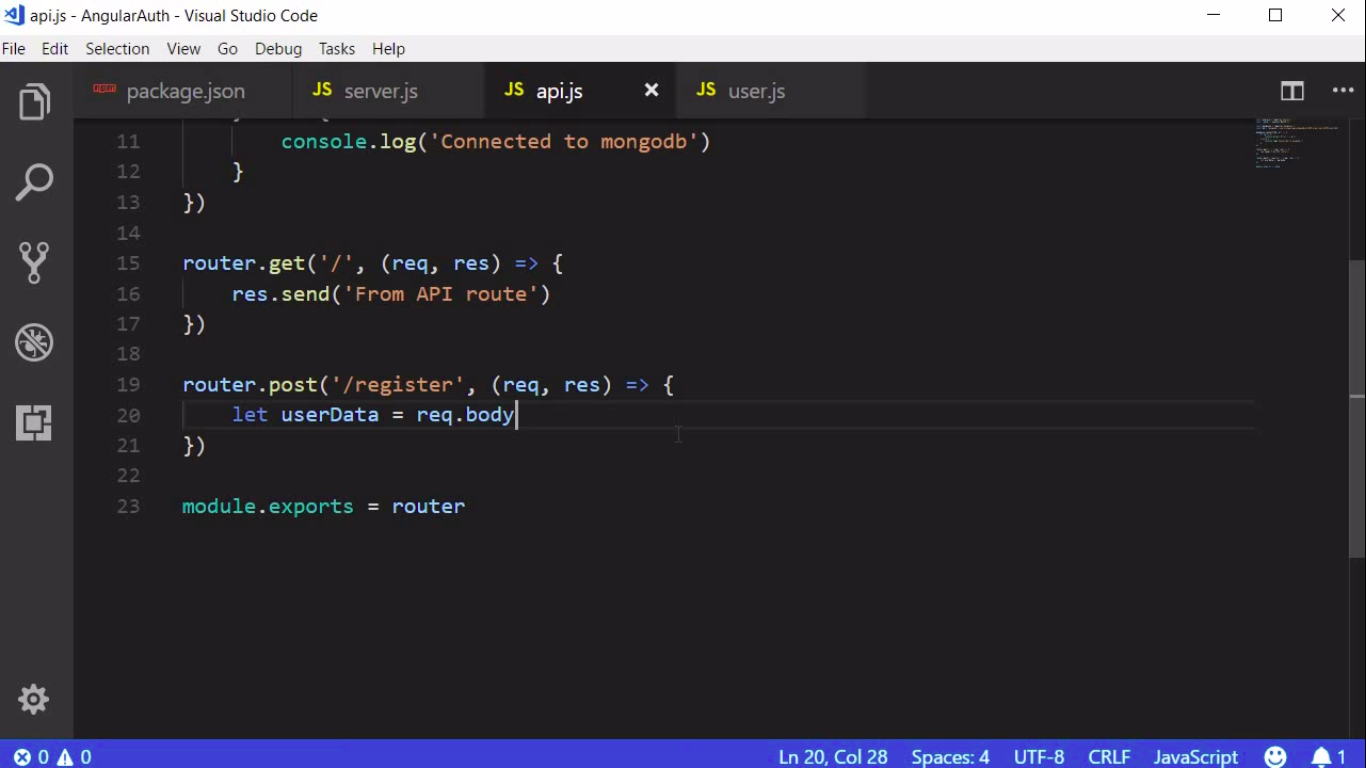 api.js - AngularAuth - Visual Studio Code
File Edit Selection View Go Debug Tasks Help
npm package.json JS server.js JS api.js JS user.js
11 console.log('Connected to mongodb')
12 }
13 })
14
15 router.get('/', (req, res) => {
16 res.send('From API route')
17 })
18
19 router.post('/register', (req, res) => {
20 let userData = req.body
21 })
22
23 module.exports = router
0 0 Ln 20, Col 28 Spaces: 4 UTF-8 CRLF JavaScript 1